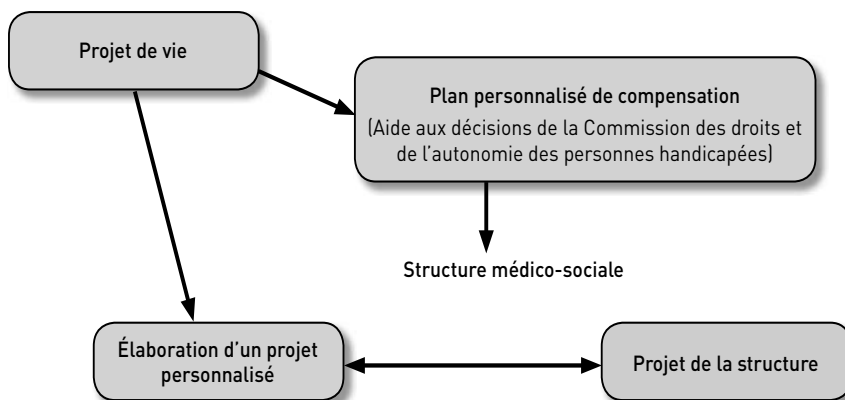 Projet de vie
Plan personnalisé de compensation
(Aide aux décisions de la Commission des droits et
de l'autonomie des personnes handicapées)
Structure médico-sociale
Élaboration d'un projet
personnalisé
Projet de la structure